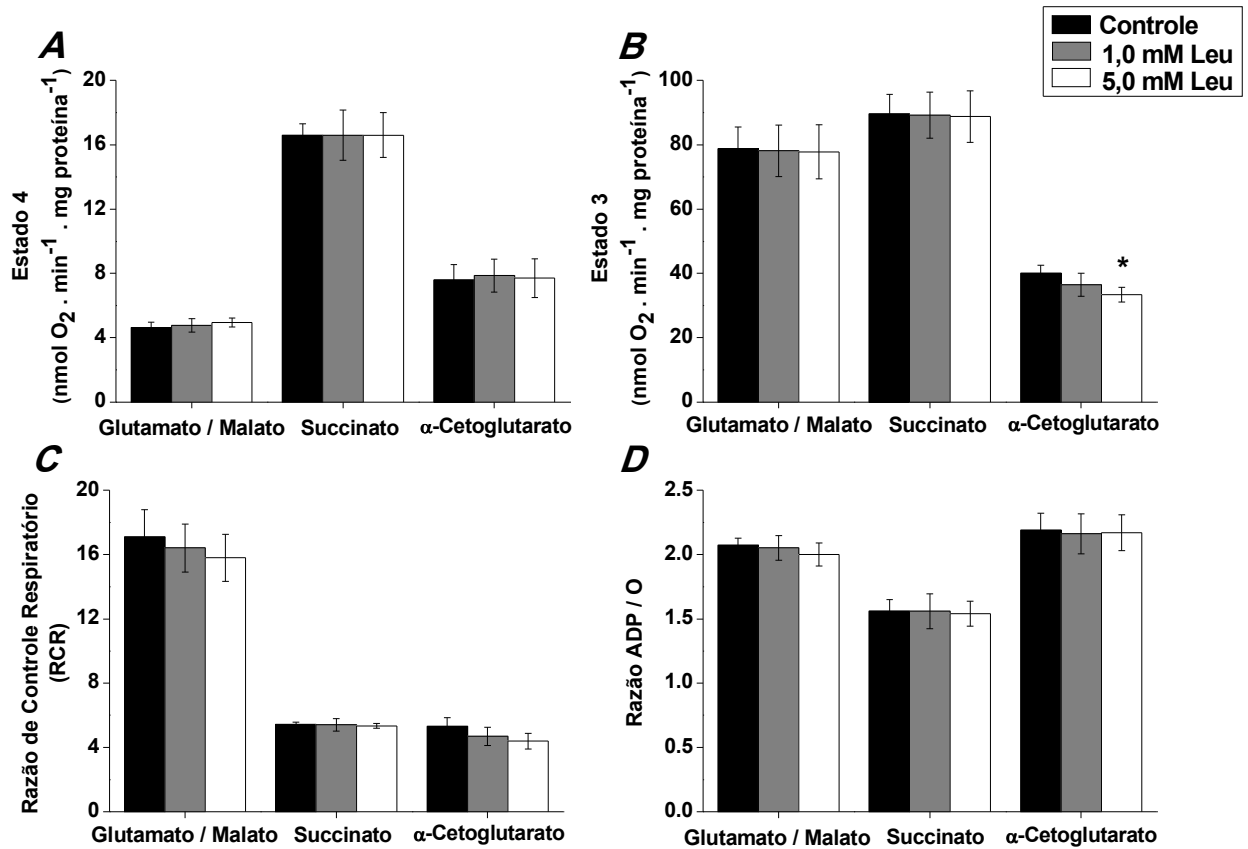 Controle
1,0 mM Leu
5,0 mM Leu
A
Estado 4
(nmol O2 . min-1 . mg proteína-1)
20
16
12
8
4
0
Glutamato / Malato Succinato α-Cetoglutarato
B
Estado 3
(nmol O2 . min-1 . mg proteína-1)
100
80
60
40
20
0
*
Glutamato / Malato Succinato α-Cetoglutarato
C
Razão de Controle Respiratório
(RCR)
20
16
12
8
4
0
Glutamato / Malato Succinato α-Cetoglutarato
D
Razão ADP / O
2.5
2.0
1.5
1.0
0.5
0.0
Glutamato / Malato Succinato α-Cetoglutarato